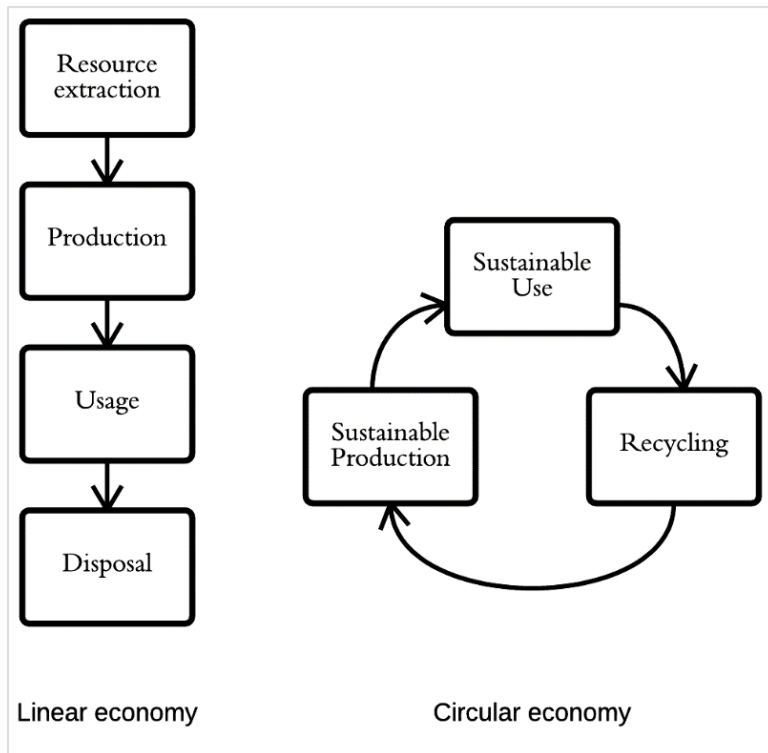 Resource
extraction
Production
Usage
Disposal
Linear economy
Sustainable
Use
Sustainable
Production
Recycling
Circular economy